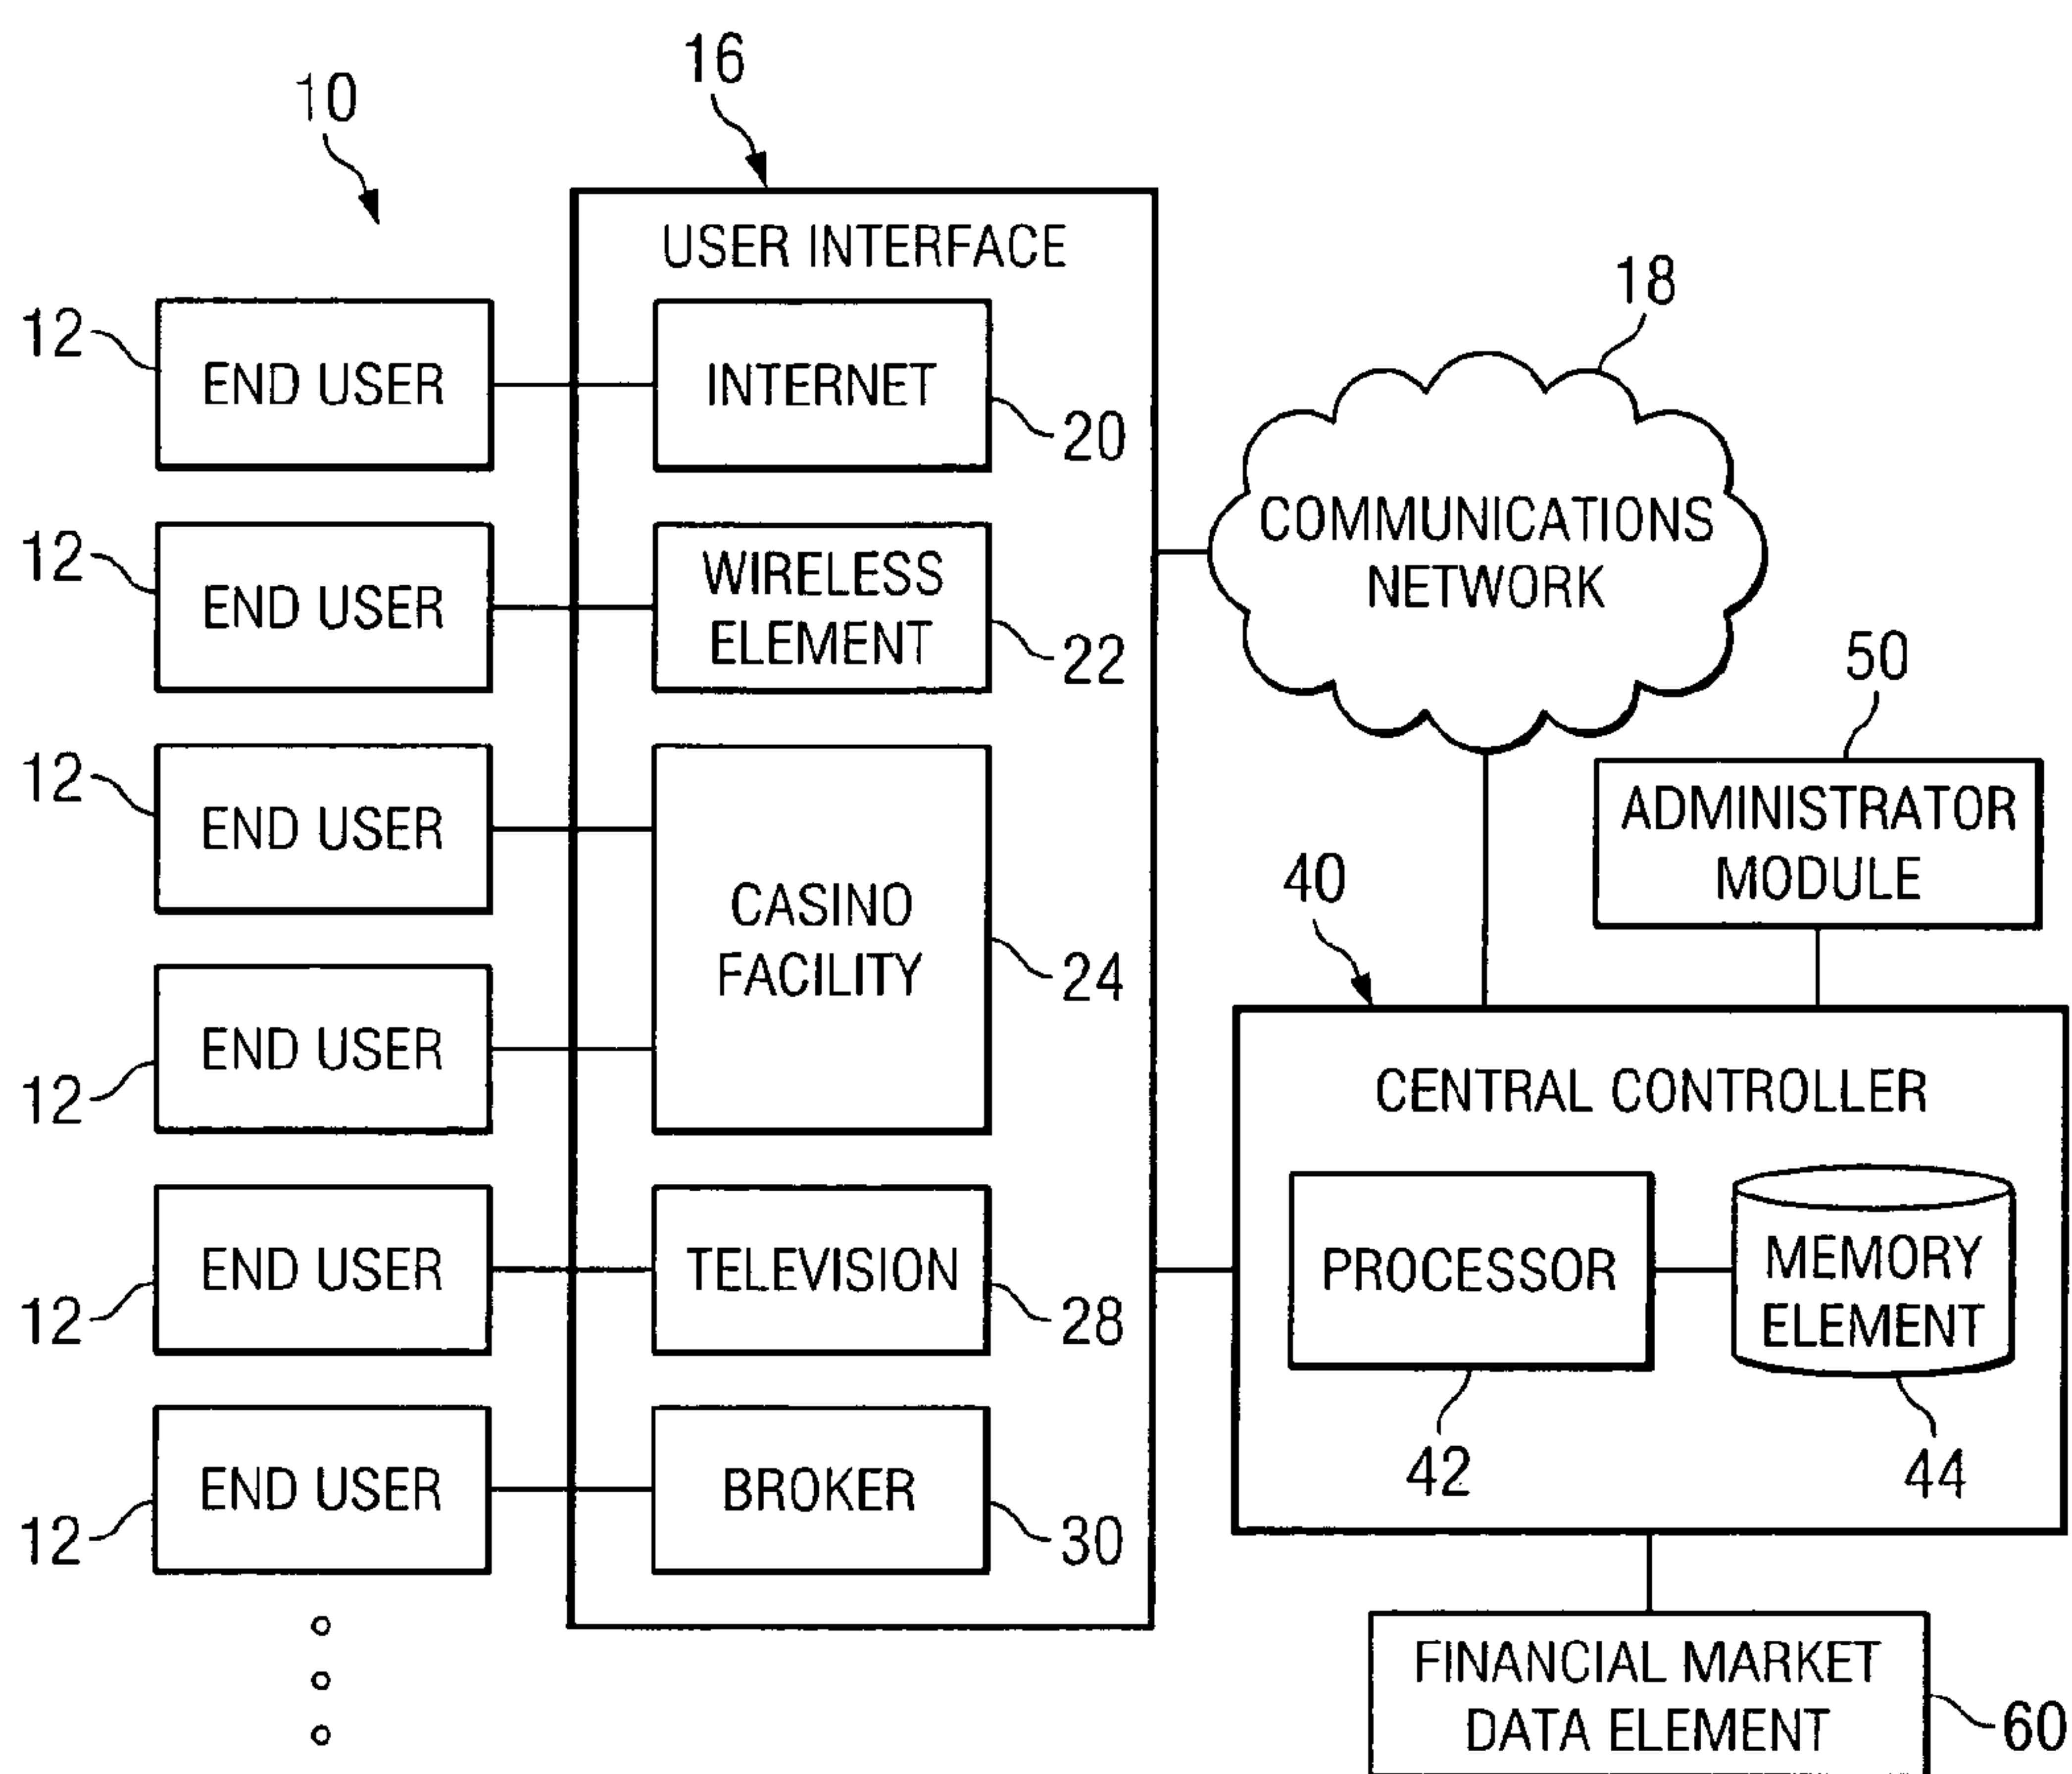 10
16
USER INTERFACE
12
END USER
INTERNET
20
18
COMMUNICATIONS
NETWORK
12
END USER
WIRELESS
ELEMENT
22
50
ADMINISTRATOR
MODULE
12
END USER
CASINO
FACILITY
24
12
END USER
40
CENTRAL CONTROLLER
PROCESSOR
42
MEMORY
ELEMENT
44
12
END USER
TELEVISION
28
12
END USER
BROKER
30
FINANCIAL MARKET
DATA ELEMENT
60